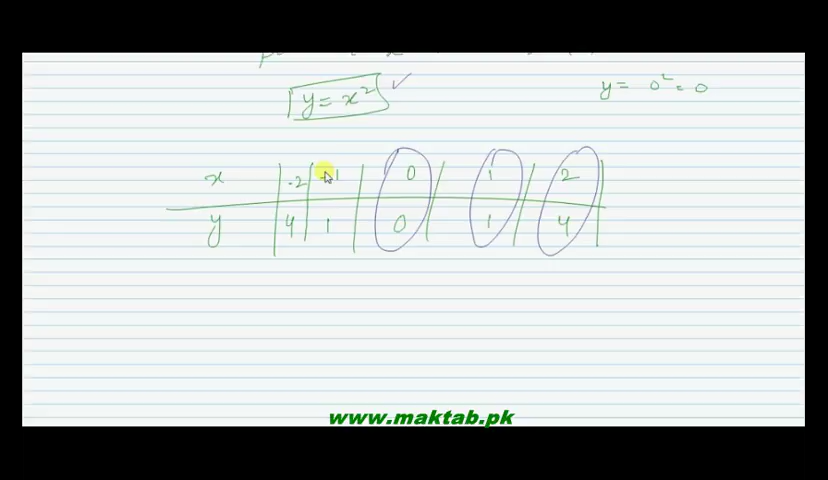 y = x² ✓
y = 0² = 0
x | -2 | -1 | 0 | 1 | 2 |
y | 4 | 1 | 0 | 1 | 4 |
www.maktab.pk